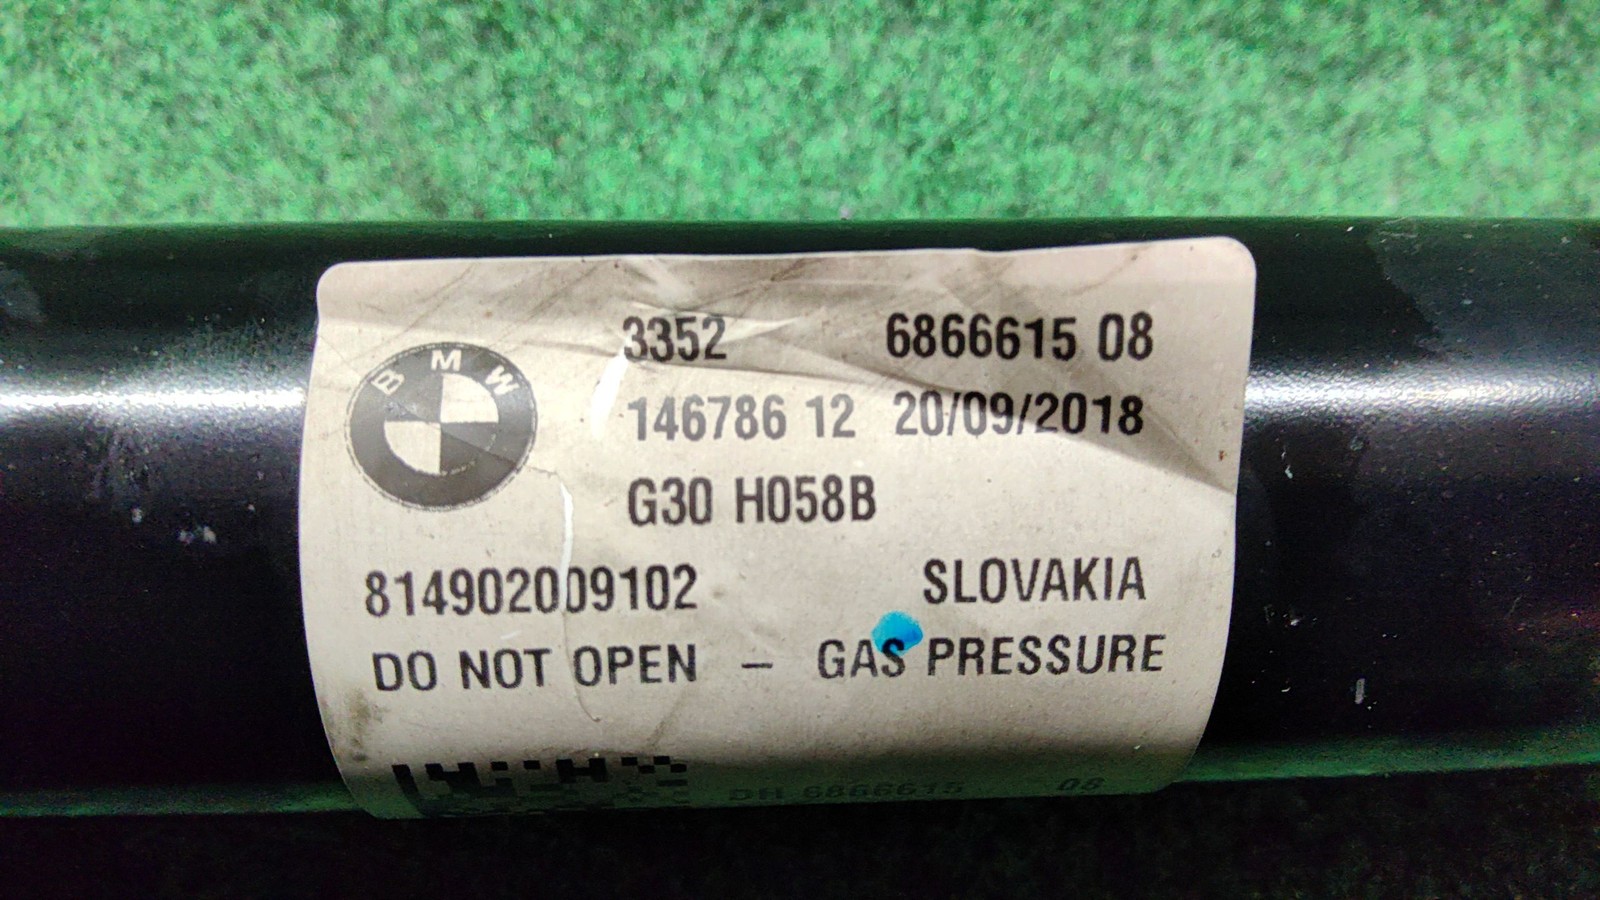 BMW
3352 6866615 08
146786 12 20/09/2018
G30 H058B
814902009102 SLOVAKIA
DO NOT OPEN – GAS PRESSURE
DH 6866615 08